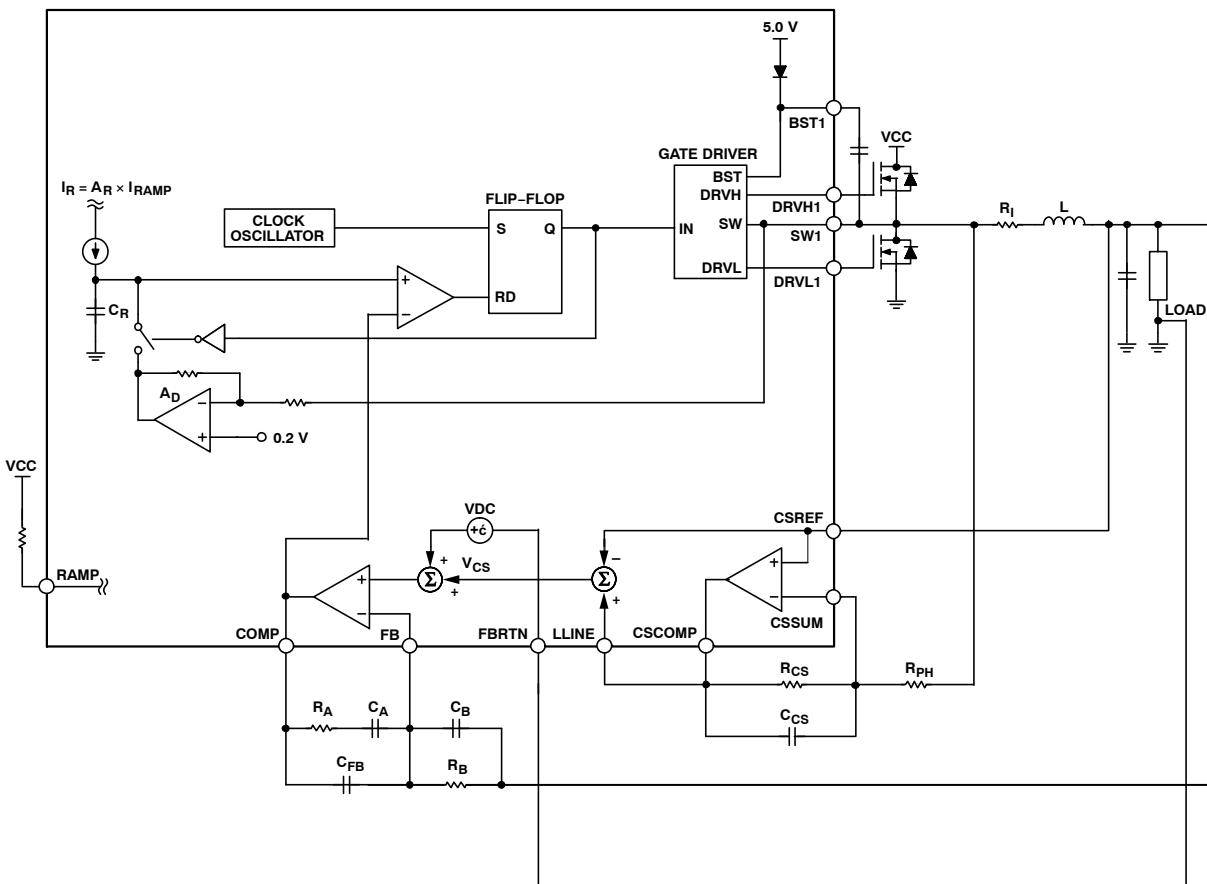 5.0 V
BST1
VCC
GATE DRIVER
BST
DRVH
DRVH1
SW
SW1
IN
DRVL
DRVL1
I_R = A_R × I_RAMP
CLOCK
OSCILLATOR
FLIP−FLOP
S
Q
RD
R_I
L
LOAD
C_R
+
−
A_D
−
+
0.2 V
VCC
RAMP
VDC
+ć
CSREF
+
V_CS
+
Σ
−
Σ
+
+
−
CSSUM
+
−
COMP
FB
FBRTN
LLINE
CSCOMP
R_CS
R_PH
C_CS
R_A
C_A
C_B
C_FB
R_B